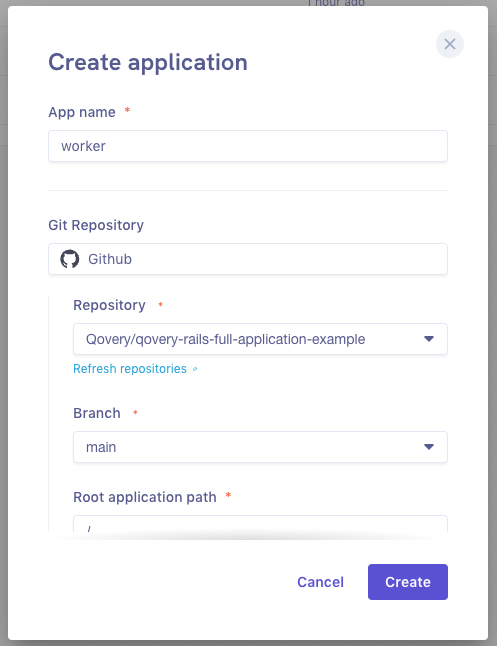 1 hour ago
Create application
App name *
worker
Git Repository
Github
Repository *
Qovery/qovery-rails-full-application-example
Refresh repositories
Branch *
main
Root application path *
/
Cancel
Create